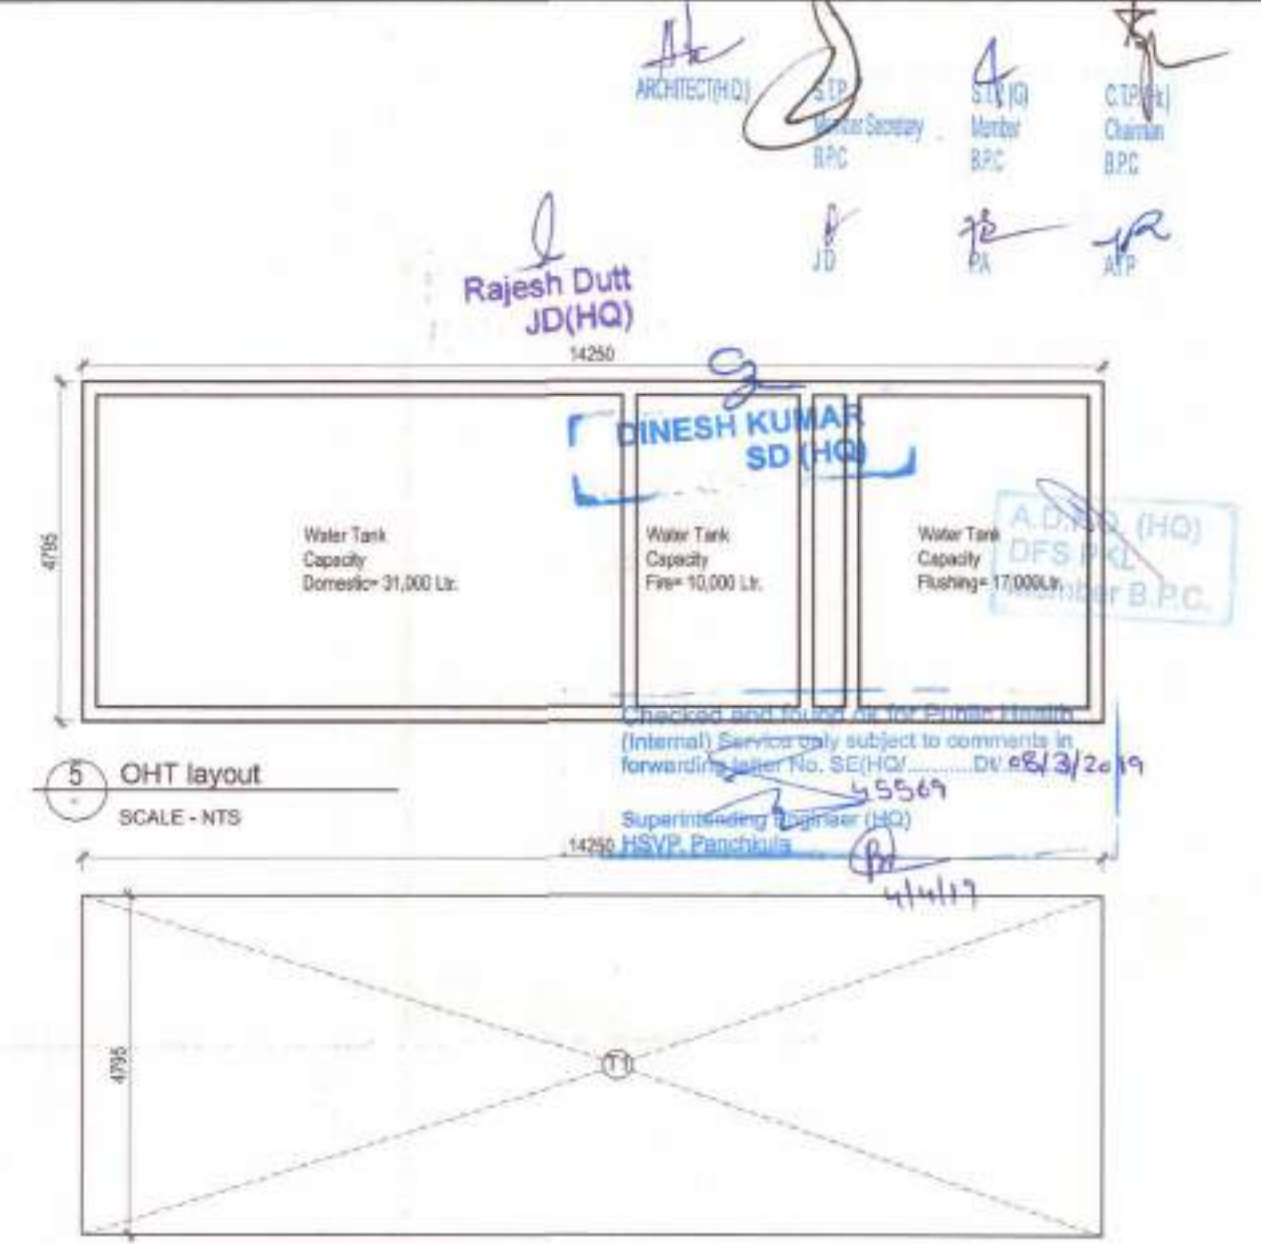 ARCHITECT(H.Q.)
S.T.P.
Member Secretary
B.P.C
Member
B.P.C
Chairman
B.P.C
JD
PA
ATP
Rajesh Dutt
JD(HQ)
14250
DINESH KUMAR
SD (HQ)
4795
Water Tank
Capacity
Domestic= 31,000 Ltr.
Water Tank
Capacity
Fire= 10,000 Ltr.
Water Tank
Capacity
Flushing= 17,000Ltr.
(HQ)
DFS PKL
Member B.P.C.
Checked and found ok for Public Health
(Internal) Service only subject to comments in
forwarding letter No. SE(HQ/..........Dt/ 08/3/2019
45569
Superintending Engineer (HQ)
HSVP, Panchkula
4/4/19
5
OHT layout
SCALE - NTS
14250
4795
T1